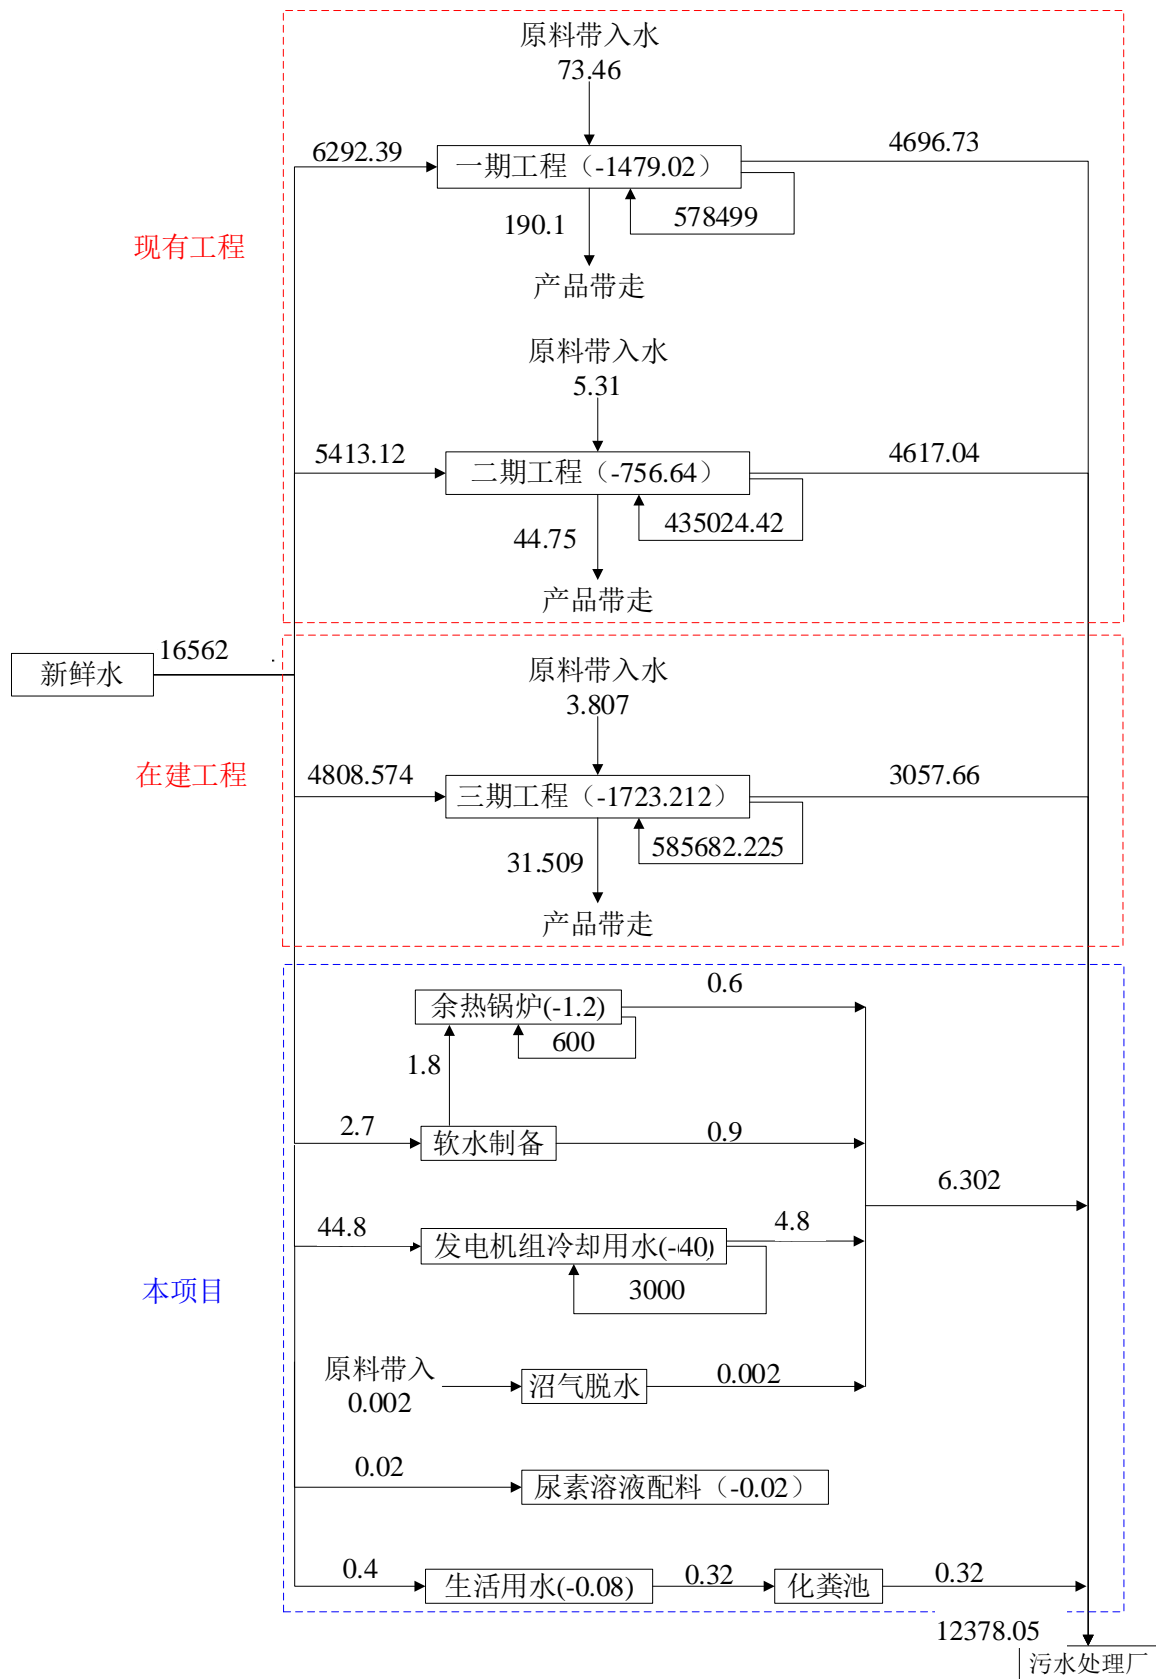 原料带入水
73.46
6292.39
一期工程（-1479.02）
4696.73
578499
190.1
现有工程
产品带走
原料带入水
5.31
5413.12
二期工程（-756.64）
4617.04
435024.42
44.75
产品带走
16562
新鲜水
原料带入水
3.807
在建工程
4808.574
三期工程（-1723.212）
3057.66
585682.225
31.509
产品带走
余热锅炉(-1.2)
0.6
600
1.8
2.7
软水制备
0.9
6.302
44.8
发电机组冷却用水(-40)
4.8
3000
本项目
原料带入
0.002
沼气脱水
0.002
0.02
尿素溶液配料（-0.02）
0.4
生活用水(-0.08)
0.32
化粪池
0.32
12378.05
污水处理厂